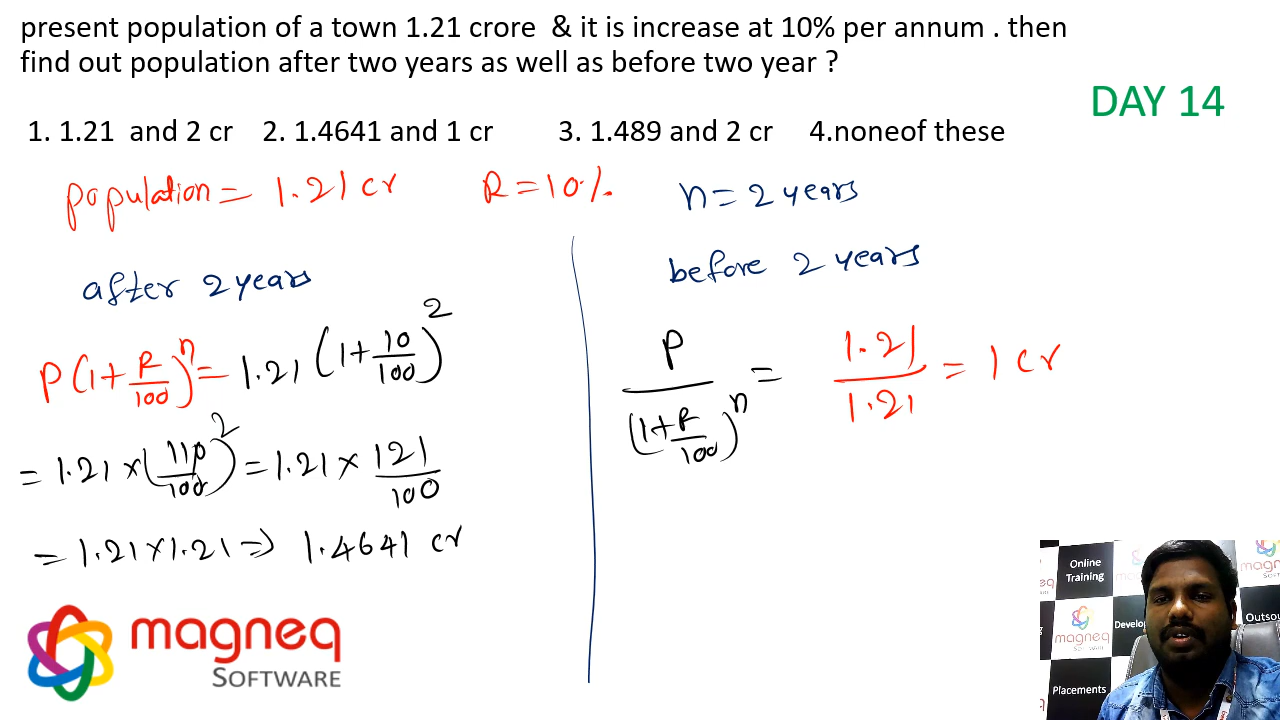 present population of a town 1.21 crore & it is increase at 10% per annum . then
find out population after two years as well as before two year ?
DAY 14
1. 1.21 and 2 cr 2. 1.4641 and 1 cr 3. 1.489 and 2 cr 4.noneof these
population = 1.21 cr R = 10% n = 2 years
after 2 years
P(1+R/100)^n = 1.21 (1+10/100)^2
= 1.21 × (110/100)^2 = 1.21 × 121/100
= 1.21 × 1.21 => 1.4641 cr
before 2 years
P/(1+R/100)^n = 1.21/1.21 = 1 cr
magneq
SOFTWARE
Online
Training
magneq
Software
Develo
Outsou
Placements
magn